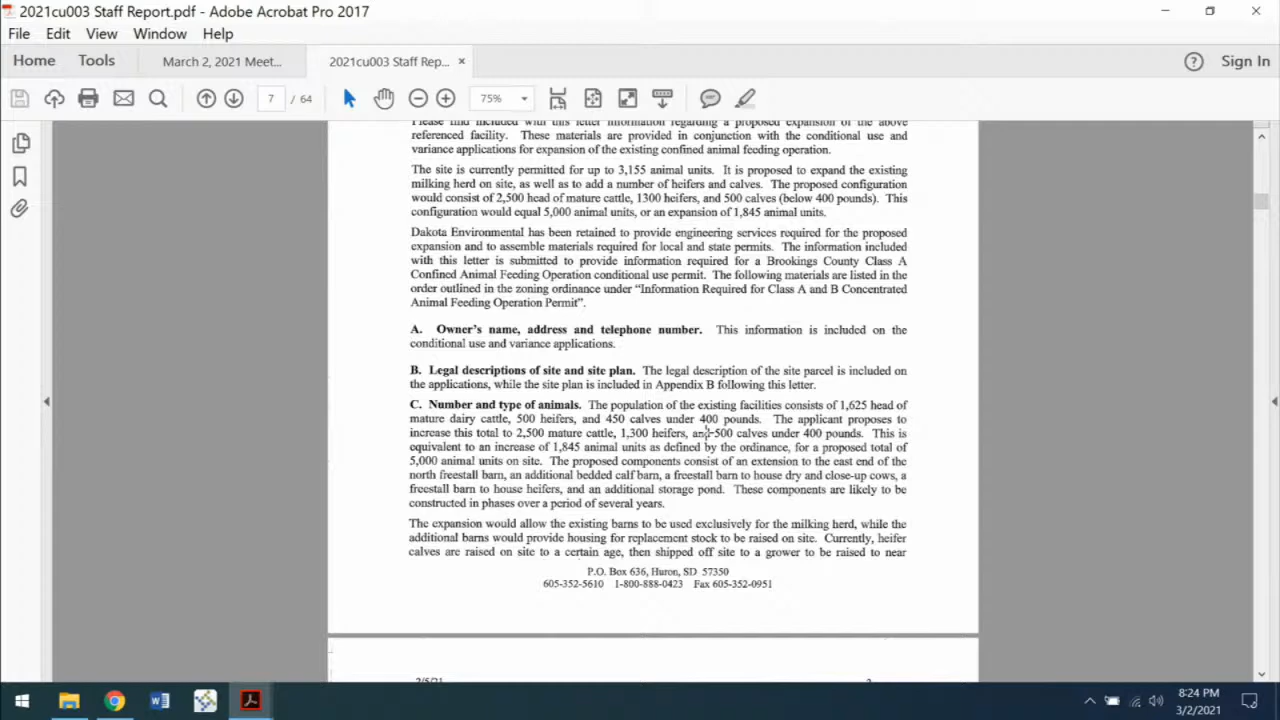 2021cu003 Staff Report.pdf - Adobe Acrobat Pro 2017
File Edit View Window Help
Home Tools March 2, 2021 Meet... 2021cu003 Staff Rep... ×
? Sign In
7 / 64 75%
Please find included with this letter information regarding a proposed expansion of the above
referenced facility. These materials are provided in conjunction with the conditional use and
variance applications for expansion of the existing confined animal feeding operation.
The site is currently permitted for up to 3,155 animal units. It is proposed to expand the existing
milking herd on site, as well as to add a number of heifers and calves. The proposed configuration
would consist of 2,500 head of mature cattle, 1300 heifers, and 500 calves (below 400 pounds). This
configuration would equal 5,000 animal units, or an expansion of 1,845 animal units.
Dakota Environmental has been retained to provide engineering services required for the proposed
expansion and to assemble materials required for local and state permits. The information included
with this letter is submitted to provide information required for a Brookings County Class A
Confined Animal Feeding Operation conditional use permit. The following materials are listed in the
order outlined in the zoning ordinance under “Information Required for Class A and B Concentrated
Animal Feeding Operation Permit”.
A. Owner’s name, address and telephone number. This information is included on the
conditional use and variance applications.
B. Legal descriptions of site and site plan. The legal description of the site parcel is included on
the applications, while the site plan is included in Appendix B following this letter.
C. Number and type of animals. The population of the existing facilities consists of 1,625 head of
mature dairy cattle, 500 heifers, and 450 calves under 400 pounds. The applicant proposes to
increase this total to 2,500 mature cattle, 1,300 heifers, and 500 calves under 400 pounds. This is
equivalent to an increase of 1,845 animal units as defined by the ordinance, for a proposed total of
5,000 animal units on site. The proposed components consist of an extension to the east end of the
north freestall barn, an additional bedded calf barn, a freestall barn to house dry and close-up cows, a
freestall barn to house heifers, and an additional storage pond. These components are likely to be
constructed in phases over a period of several years.
The expansion would allow the existing barns to be used exclusively for the milking herd, while the
additional barns would provide housing for replacement stock to be raised on site. Currently, heifer
calves are raised on site to a certain age, then shipped off site to a grower to be raised to near
P.O. Box 636, Huron, SD 57350
605-352-5610 1-800-888-0423 Fax 605-352-0951
2/5/21 2
8:24 PM
3/2/2021